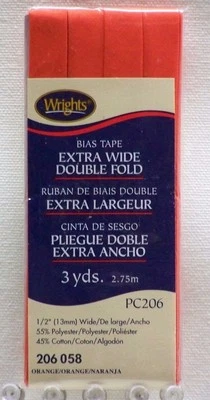 Wrights®
BIAS TAPE
EXTRA WIDE
DOUBLE FOLD
RUBAN DE BIAIS DOUBLE
EXTRA LARGEUR
CINTA DE SESGO
PLIEGUE DOBLE
EXTRA ANCHO
3 yds. 2.75m
PC206
1/2" (13mm) Wide/De large/Ancho
55% Polyester/Polyester/Poliéster
45% Cotton/Coton/Algodón
206 058
ORANGE/ORANGE/NARANJA